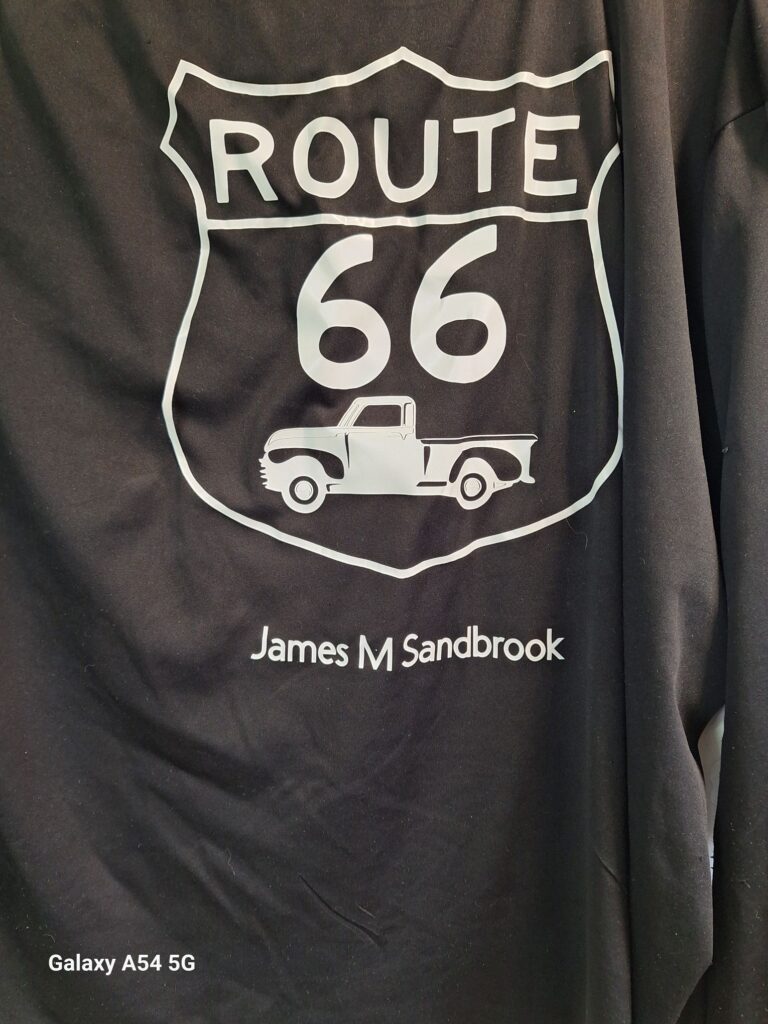 ROUTE
66
James M Sandbrook
Galaxy A54 5G